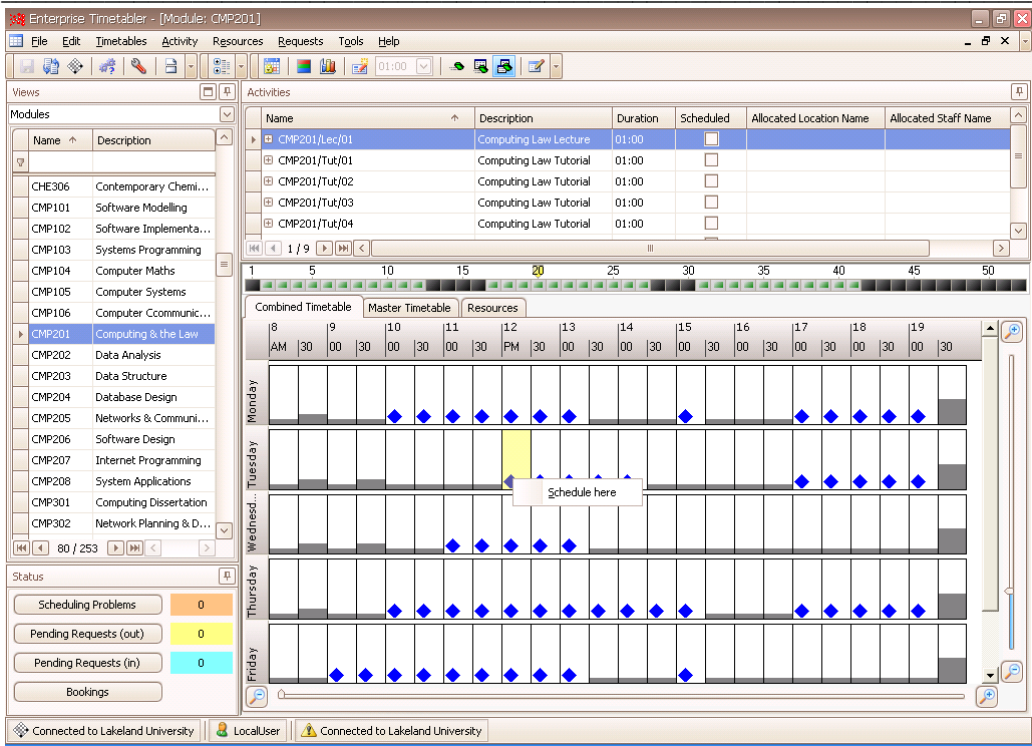 Enterprise Timetabler - [Module: CMP201]
File Edit Timetables Activity Resources Requests Tools Help
01:00
Views
Modules
Name Description
CHE306 Contemporary Chemi...
CMP101 Software Modelling
CMP102 Software Implementa...
CMP103 Systems Programming
CMP104 Computer Maths
CMP105 Computer Systems
CMP106 Computer Ccommunic...
CMP201 Computing & the Law
CMP202 Data Analysis
CMP203 Data Structure
CMP204 Database Design
CMP205 Networks & Communi...
CMP206 Software Design
CMP207 Internet Programming
CMP208 System Applications
CMP301 Computing Dissertation
CMP302 Network Planning & D...
80 / 253
Status
Scheduling Problems 0
Pending Requests (out) 0
Pending Requests (in) 0
Bookings
Activities
Name Description Duration Scheduled Allocated Location Name Allocated Staff Name
CMP201/Lec/01 Computing Law Lecture 01:00
CMP201/Tut/01 Computing Law Tutorial 01:00
CMP201/Tut/02 Computing Law Tutorial 01:00
CMP201/Tut/03 Computing Law Tutorial 01:00
CMP201/Tut/04 Computing Law Tutorial 01:00
1 / 9
1 5 10 15 20 25 30 35 40 45 50
Combined Timetable Master Timetable Resources
8 9 10 11 12 13 14 15 16 17 18 19
AM 30 00 30 00 30 00 30 PM 30 00 30 00 30 00 30 00 30 00 30 00 30 00 30
Monday
Tuesday
Schedule here
Wednesd...
Thursday
Friday
Connected to Lakeland University LocalUser Connected to Lakeland University